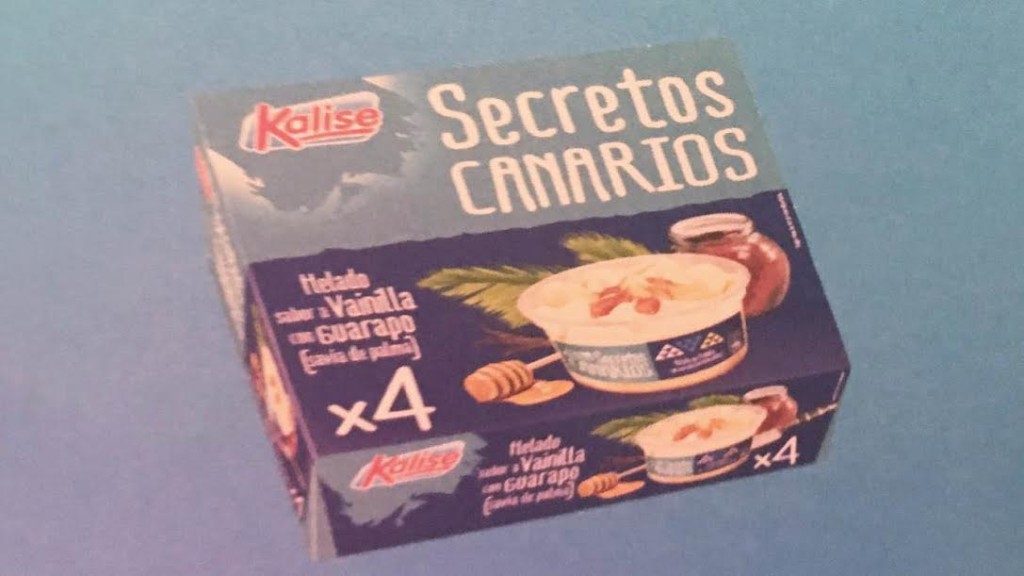 Kalise
Secretos
CANARIOS
Helado
sabor a Vainilla
con Guarapo
(savia de palma)
x4
Kalise
Helado
sabor a Vainilla
con Guarapo
(savia de palma)
x4